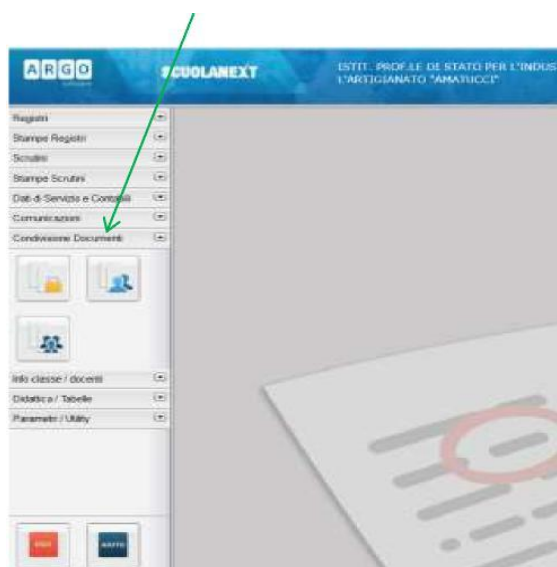 ARGO
SCUOLANEXT
ISTIT. PROF.LE DI STATO PER L'INDUS
L'ARTIGIANATO "AMATUCCI"
Registri
Stampe Registri
Scrutini
Stampe Scrutini
Dati di Servizio e Contabili
Comunicazioni
Condivisione Documenti
Info classe / docenti
Didattica / Tabelle
Parametri / Utility